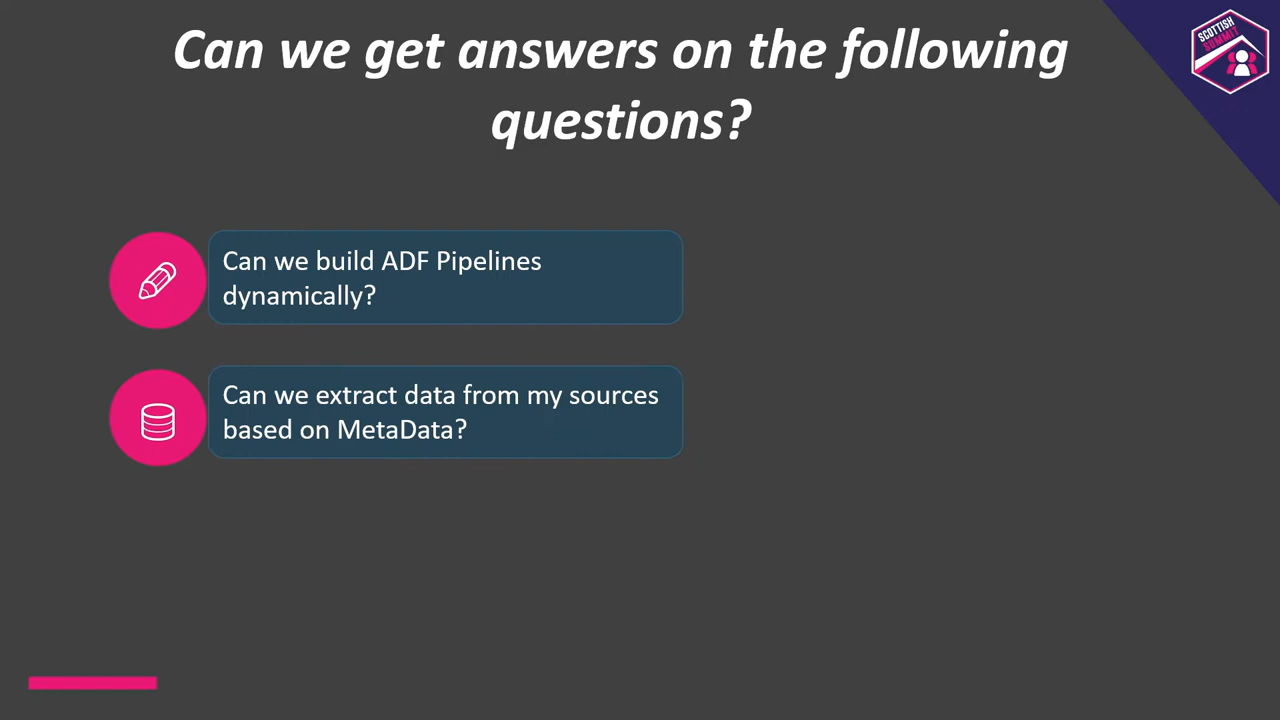 Can we get answers on the following
questions?
SCOTTISH
SUMMIT
Can we build ADF Pipelines
dynamically?
Can we extract data from my sources
based on MetaData?